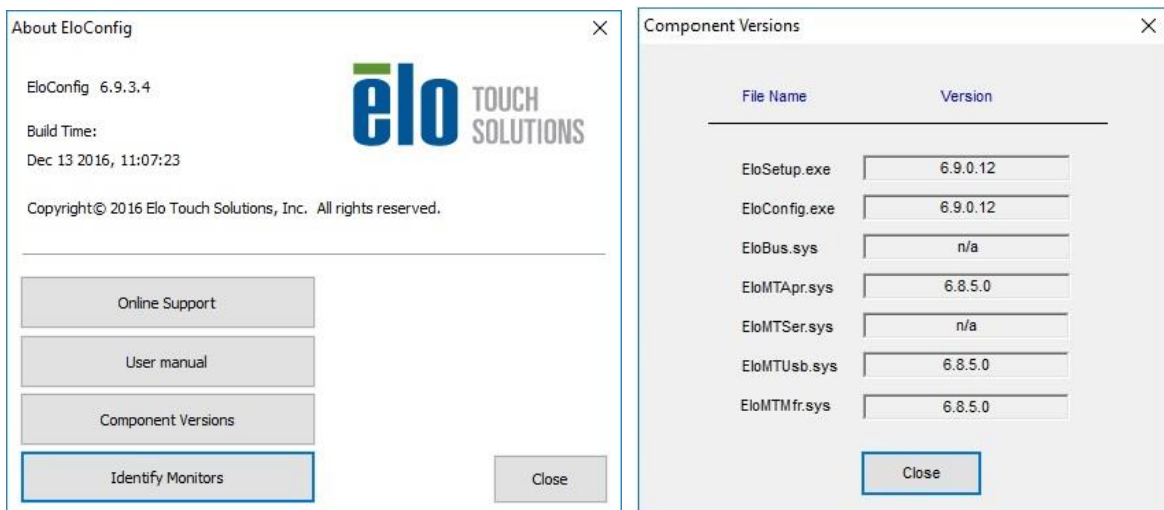 About EloConfig
EloConfig 6.9.3.4
Build Time:
Dec 13 2016, 11:07:23
elo TOUCH SOLUTIONS
Copyright© 2016 Elo Touch Solutions, Inc. All rights reserved.
Online Support
User manual
Component Versions
Identify Monitors
Close
Component Versions
File Name Version
EloSetup.exe 6.9.0.12
EloConfig.exe 6.9.0.12
EloBus.sys n/a
EloMTApr.sys 6.8.5.0
EloMTSer.sys n/a
EloMTUsb.sys 6.8.5.0
EloMTMfr.sys 6.8.5.0
Close